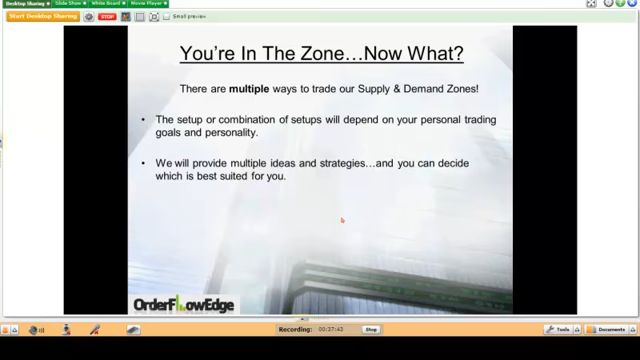 Desktop Sharing Slide Show White Board Movie Player
Start Desktop Sharing STOP Small preview
You're In The Zone…Now What?
There are multiple ways to trade our Supply & Demand Zones!
• The setup or combination of setups will depend on your personal trading
goals and personality.
• We will provide multiple ideas and strategies…and you can decide
which is best suited for you.
OrderFlowEdge
Recording: 00:37:43 Stop Tools Documents